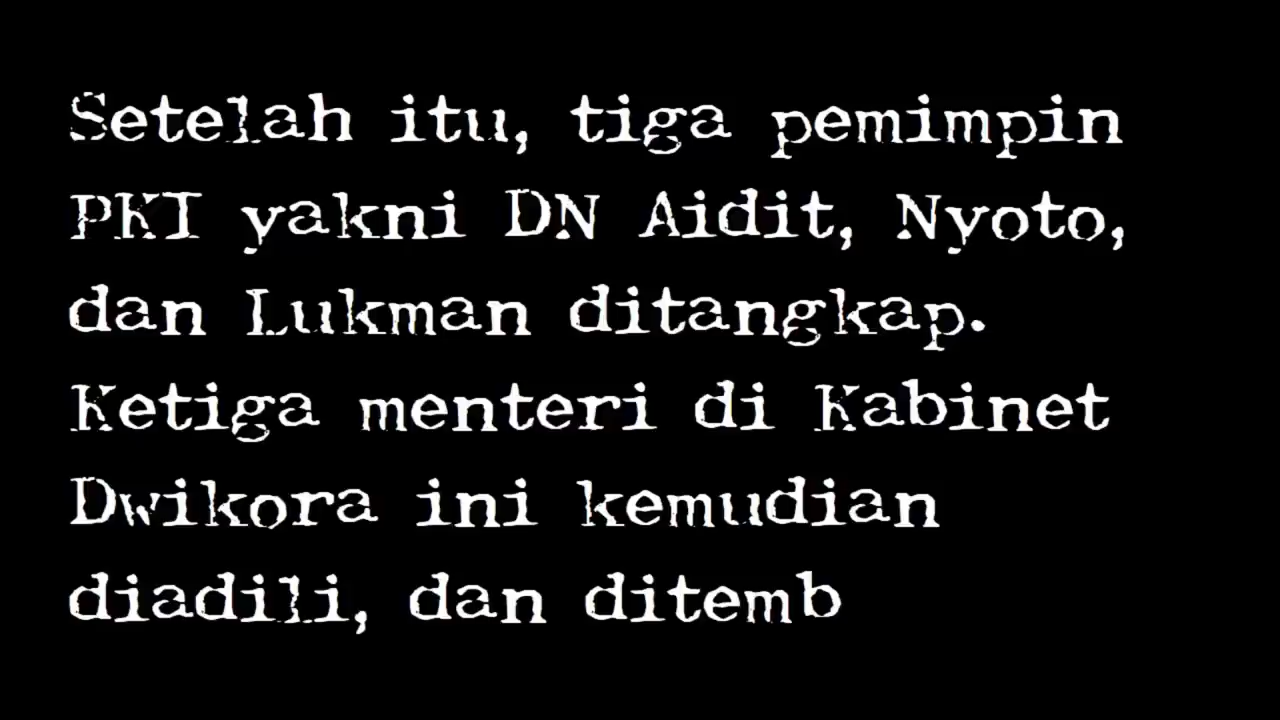 Setelah itu, tiga pemimpin
PKI yakni DN Aidit, Nyoto,
dan Lukman ditangkap.
Ketiga menteri di Kabinet
Dwikora ini kemudian
diadili, dan ditemb